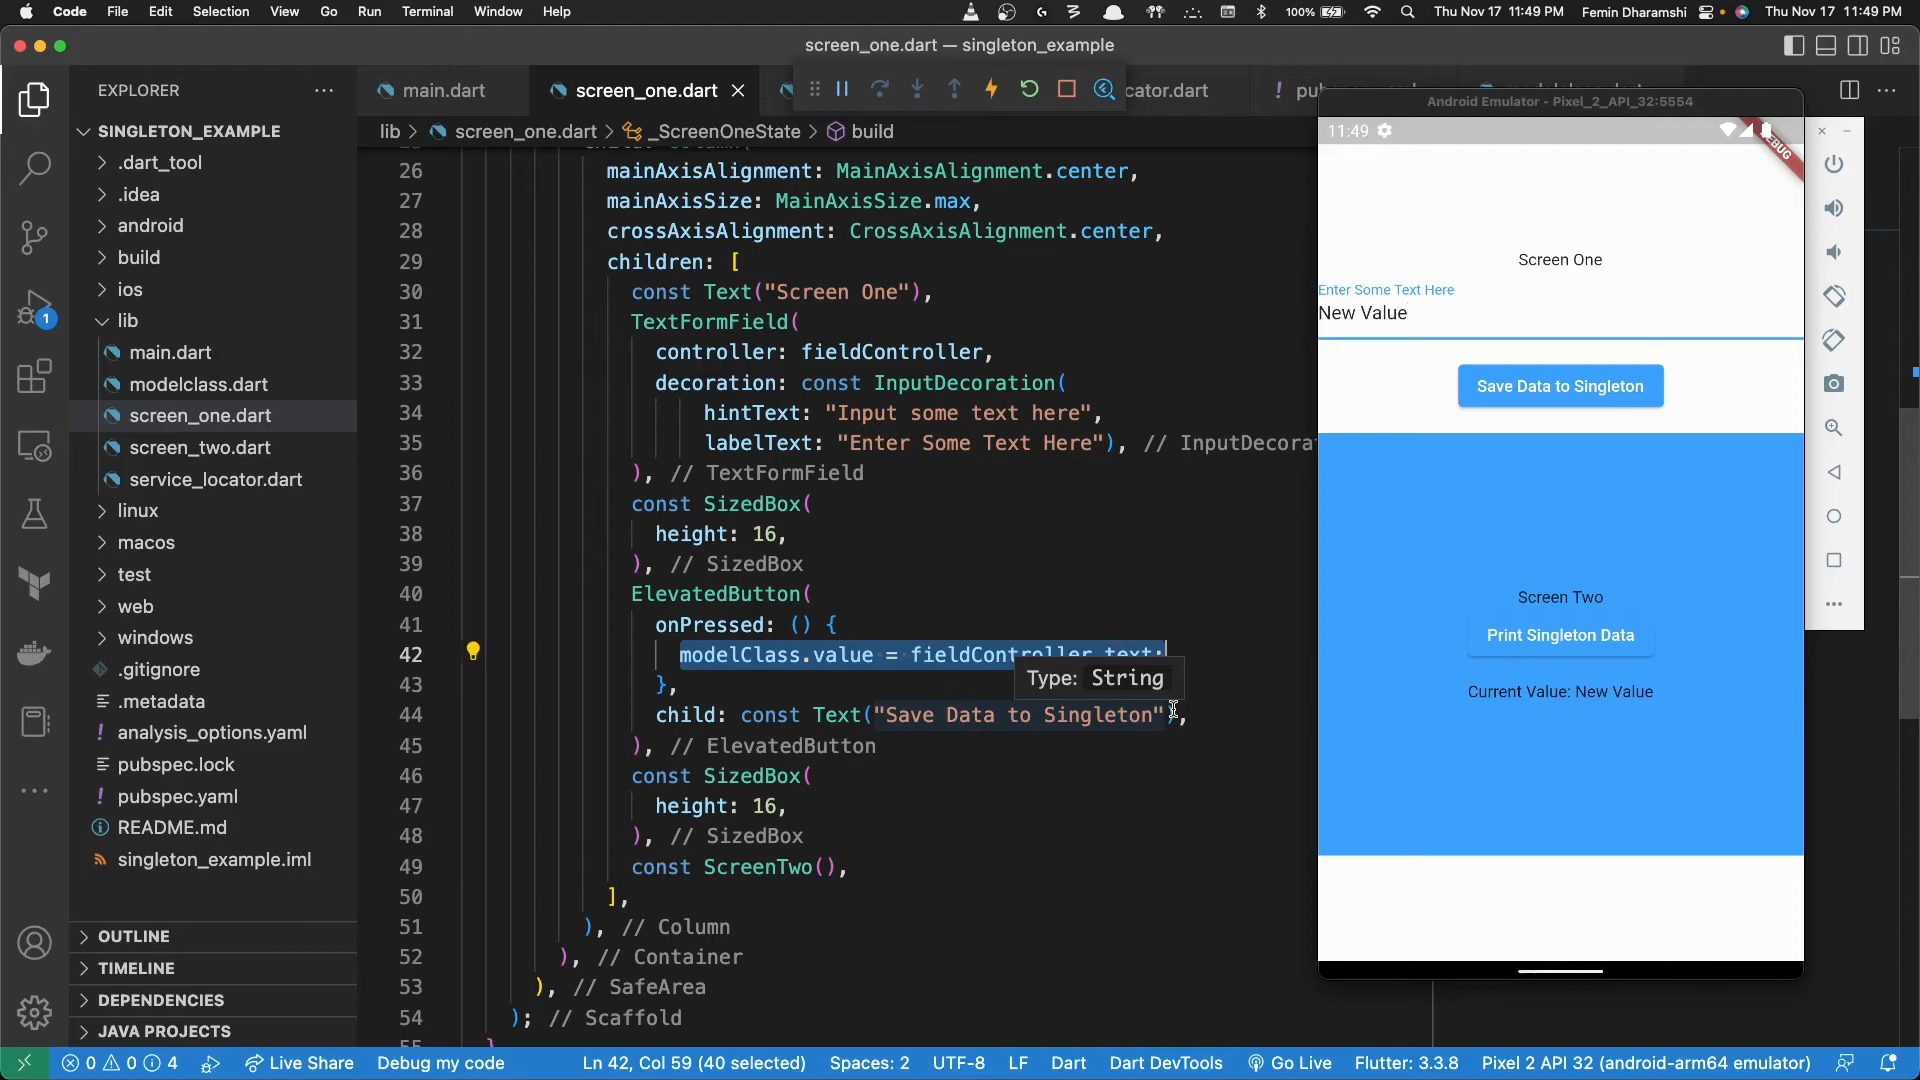 Code File Edit Selection View Go Run Terminal Window Help
100% Thu Nov 17 11:49 PM Femin Dharamshi Thu Nov 17 11:49 PM
screen_one.dart — singleton_example
EXPLORER
main.dart
screen_one.dart
cator.dart
! pu
SINGLETON_EXAMPLE
.dart_tool
.idea
android
build
ios
lib
main.dart
modelclass.dart
screen_one.dart
screen_two.dart
service_locator.dart
linux
macos
test
web
windows
.gitignore
.metadata
! analysis_options.yaml
pubspec.lock
! pubspec.yaml
README.md
singleton_example.iml
OUTLINE
TIMELINE
DEPENDENCIES
JAVA PROJECTS
1
lib > screen_one.dart > _ScreenOneState > build
26 mainAxisAlignment: MainAxisAlignment.center,
27 mainAxisSize: MainAxisSize.max,
28 crossAxisAlignment: CrossAxisAlignment.center,
29 children: [
30 const Text("Screen One"),
31 TextFormField(
32 controller: fieldController,
33 decoration: const InputDecoration(
34 hintText: "Input some text here",
35 labelText: "Enter Some Text Here"), // InputDecora
36 ), // TextFormField
37 const SizedBox(
38 height: 16,
39 ), // SizedBox
40 ElevatedButton(
41 onPressed: () {
42 modelClass.value = fieldController.text;
Type: String
43 },
44 child: const Text("Save Data to Singleton"),
45 ), // ElevatedButton
46 const SizedBox(
47 height: 16,
48 ), // SizedBox
49 const ScreenTwo(),
50 ],
51 ), // Column
52 ), // Container
53 ), // SafeArea
54 ); // Scaffold
55
Android Emulator - Pixel_2_API_32:5554
11:49
Screen One
Enter Some Text Here
New Value
Save Data to Singleton
Screen Two
Print Singleton Data
Current Value: New Value
0 0 4 Live Share Debug my code Ln 42, Col 59 (40 selected) Spaces: 2 UTF-8 LF Dart Dart DevTools Go Live Flutter: 3.3.8 Pixel 2 API 32 (android-arm64 emulator)